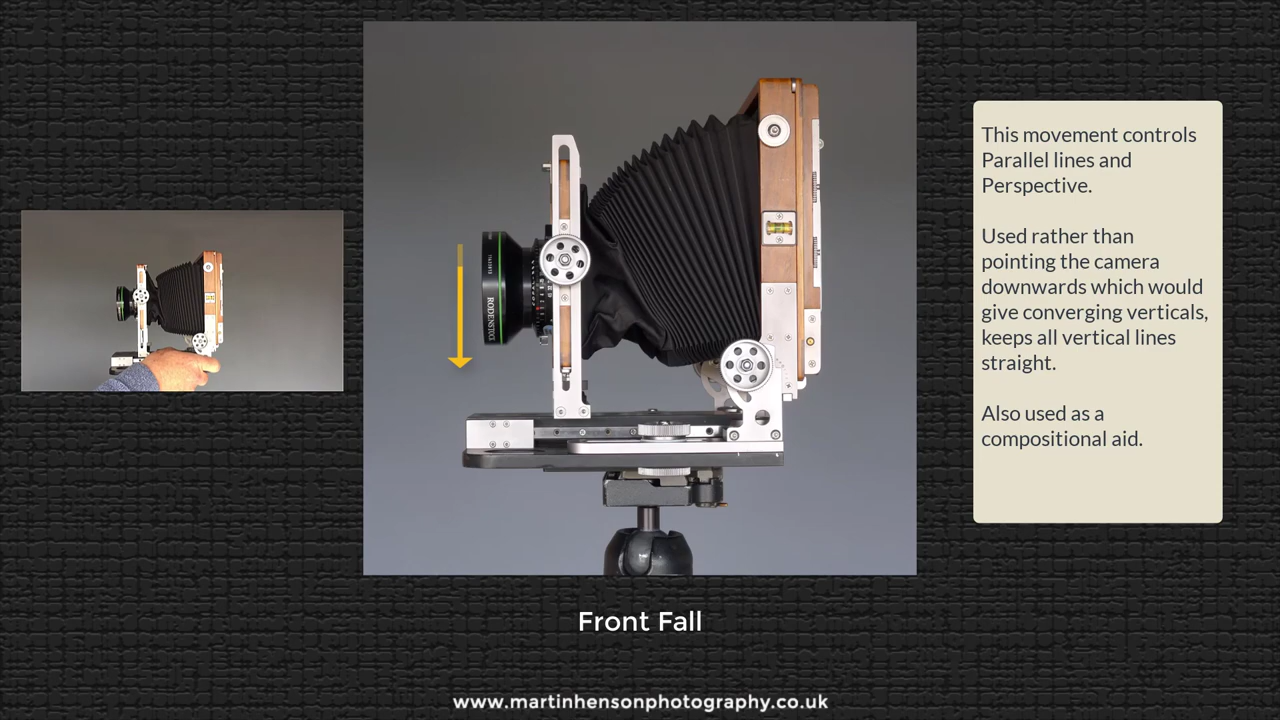 This movement controls
Parallel lines and
Perspective.
Used rather than
pointing the camera
downwards which would
give converging verticals,
keeps all vertical lines
straight.
Also used as a
compositional aid.
RODENSTOC
Front Fall
www.martinhensonphotography.co.uk